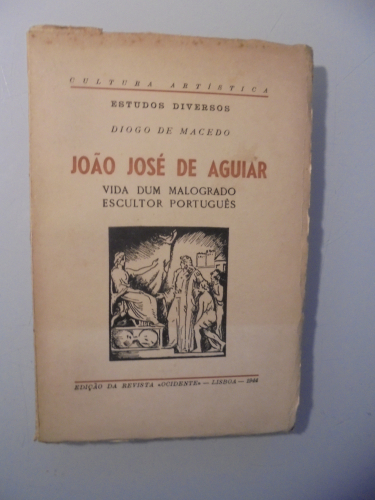 CULTURA ARTÍSTICA
ESTUDOS DIVERSOS
DIOGO DE MACEDO
JOÃO JOSÉ DE AGUIAR
VIDA DUM MALOGRADO
ESCULTOR PORTUGUÊS
EDIÇÃO DA REVISTA «OCIDENTE» — LISBOA — 1944